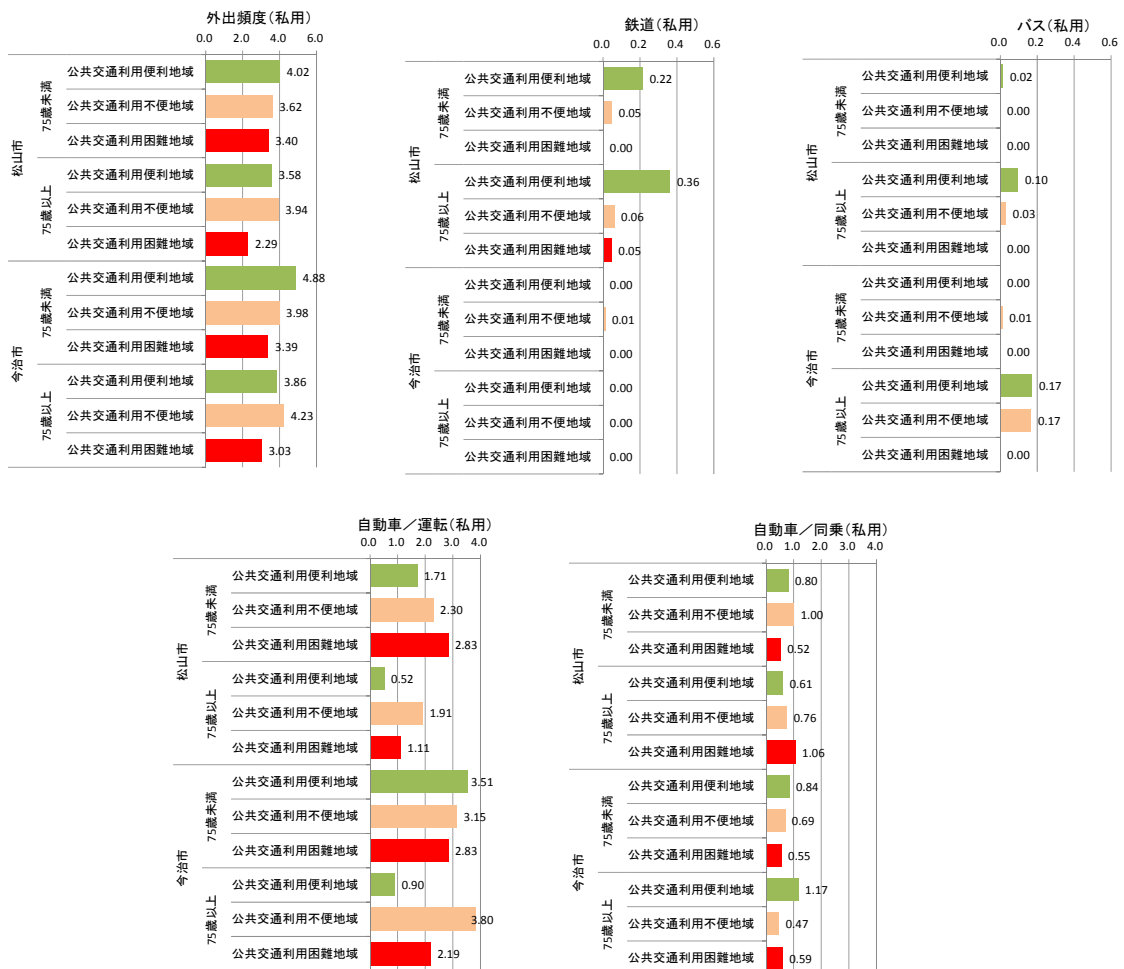 外出頻度(私用)
0.0 2.0 4.0 6.0
松山市
75歳未満
公共交通利用便利地域 4.02
公共交通利用不便地域 3.62
公共交通利用困難地域 3.40
75歳以上
公共交通利用便利地域 3.58
公共交通利用不便地域 3.94
公共交通利用困難地域 2.29
今治市
75歳未満
公共交通利用便利地域 4.88
公共交通利用不便地域 3.98
公共交通利用困難地域 3.39
75歳以上
公共交通利用便利地域 3.86
公共交通利用不便地域 4.23
公共交通利用困難地域 3.03
鉄道(私用)
0.0 0.2 0.4 0.6
松山市
75歳未満
公共交通利用便利地域 0.22
公共交通利用不便地域 0.05
公共交通利用困難地域 0.00
75歳以上
公共交通利用便利地域 0.36
公共交通利用不便地域 0.06
公共交通利用困難地域 0.05
今治市
75歳未満
公共交通利用便利地域 0.00
公共交通利用不便地域 0.01
公共交通利用困難地域 0.00
75歳以上
公共交通利用便利地域 0.00
公共交通利用不便地域 0.00
公共交通利用困難地域 0.00
バス(私用)
0.0 0.2 0.4 0.6
松山市
75歳未満
公共交通利用便利地域 0.02
公共交通利用不便地域 0.00
公共交通利用困難地域 0.00
75歳以上
公共交通利用便利地域 0.10
公共交通利用不便地域 0.03
公共交通利用困難地域 0.00
今治市
75歳未満
公共交通利用便利地域 0.00
公共交通利用不便地域 0.01
公共交通利用困難地域 0.00
75歳以上
公共交通利用便利地域 0.17
公共交通利用不便地域 0.17
公共交通利用困難地域 0.00
自動車/運転(私用)
0.0 1.0 2.0 3.0 4.0
松山市
75歳未満
公共交通利用便利地域 1.71
公共交通利用不便地域 2.30
公共交通利用困難地域 2.83
75歳以上
公共交通利用便利地域 0.52
公共交通利用不便地域 1.91
公共交通利用困難地域 1.11
今治市
75歳未満
公共交通利用便利地域 3.51
公共交通利用不便地域 3.15
公共交通利用困難地域 2.83
75歳以上
公共交通利用便利地域 0.90
公共交通利用不便地域 3.80
公共交通利用困難地域 2.19
自動車/同乗(私用)
0.0 1.0 2.0 3.0 4.0
松山市
75歳未満
公共交通利用便利地域 0.80
公共交通利用不便地域 1.00
公共交通利用困難地域 0.52
75歳以上
公共交通利用便利地域 0.61
公共交通利用不便地域 0.76
公共交通利用困難地域 1.06
今治市
75歳未満
公共交通利用便利地域 0.84
公共交通利用不便地域 0.69
公共交通利用困難地域 0.55
75歳以上
公共交通利用便利地域 1.17
公共交通利用不便地域 0.47
公共交通利用困難地域 0.59